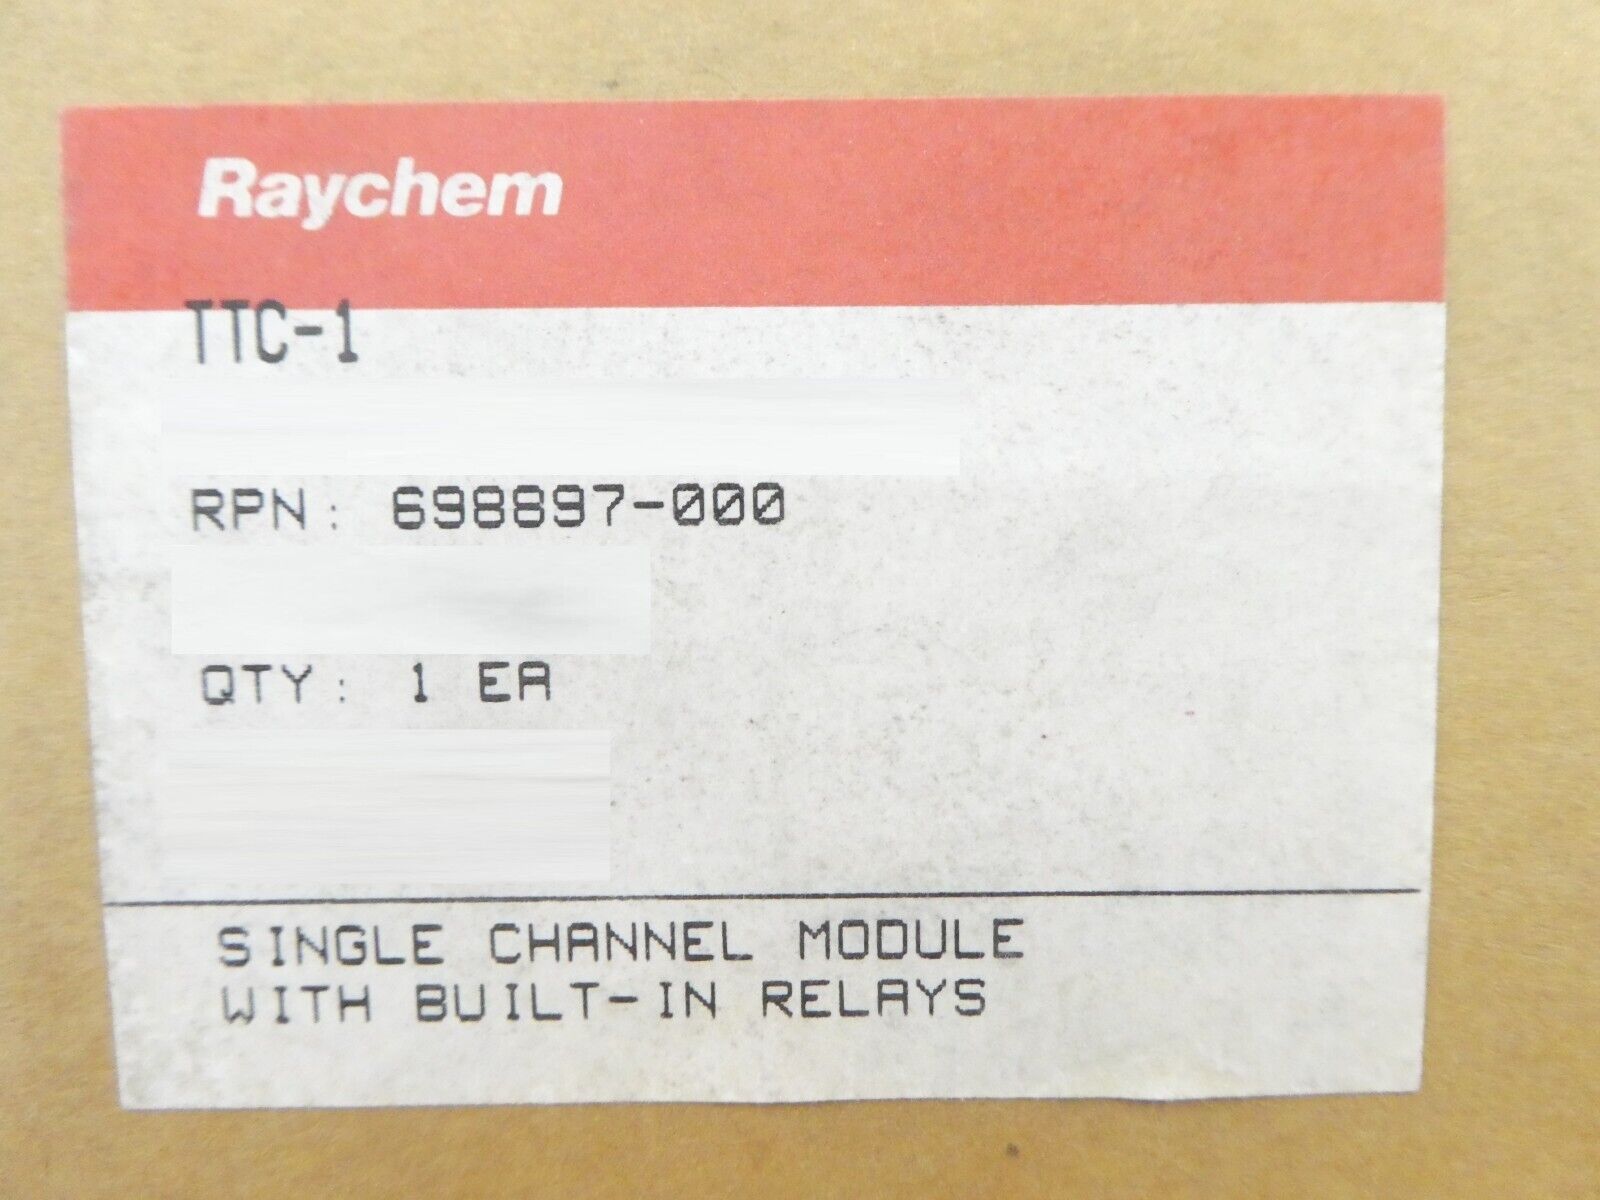 Raychem
TTC-1
RPN: 698897-000
QTY: 1 EA
SINGLE CHANNEL MODULE
WITH BUILT-IN RELAYS